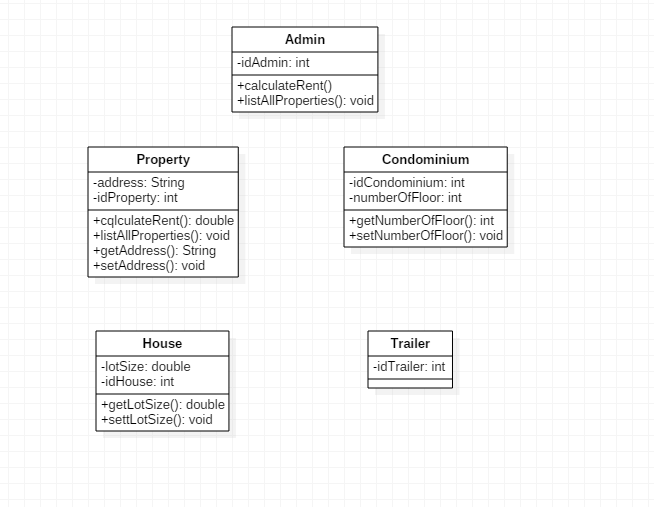 Admin
-idAdmin: int
+calculateRent()
+listAllProperties(): void
Property
-address: String
-idProperty: int
+cqlculateRent(): double
+listAllProperties(): void
+getAddress(): String
+setAddress(): void
Condominium
-idCondominium: int
-numberOfFloor: int
+getNumberOfFloor(): int
+setNumberOfFloor(): void
House
-lotSize: double
-idHouse: int
+getLotSize(): double
+settLotSize(): void
Trailer
-idTrailer: int